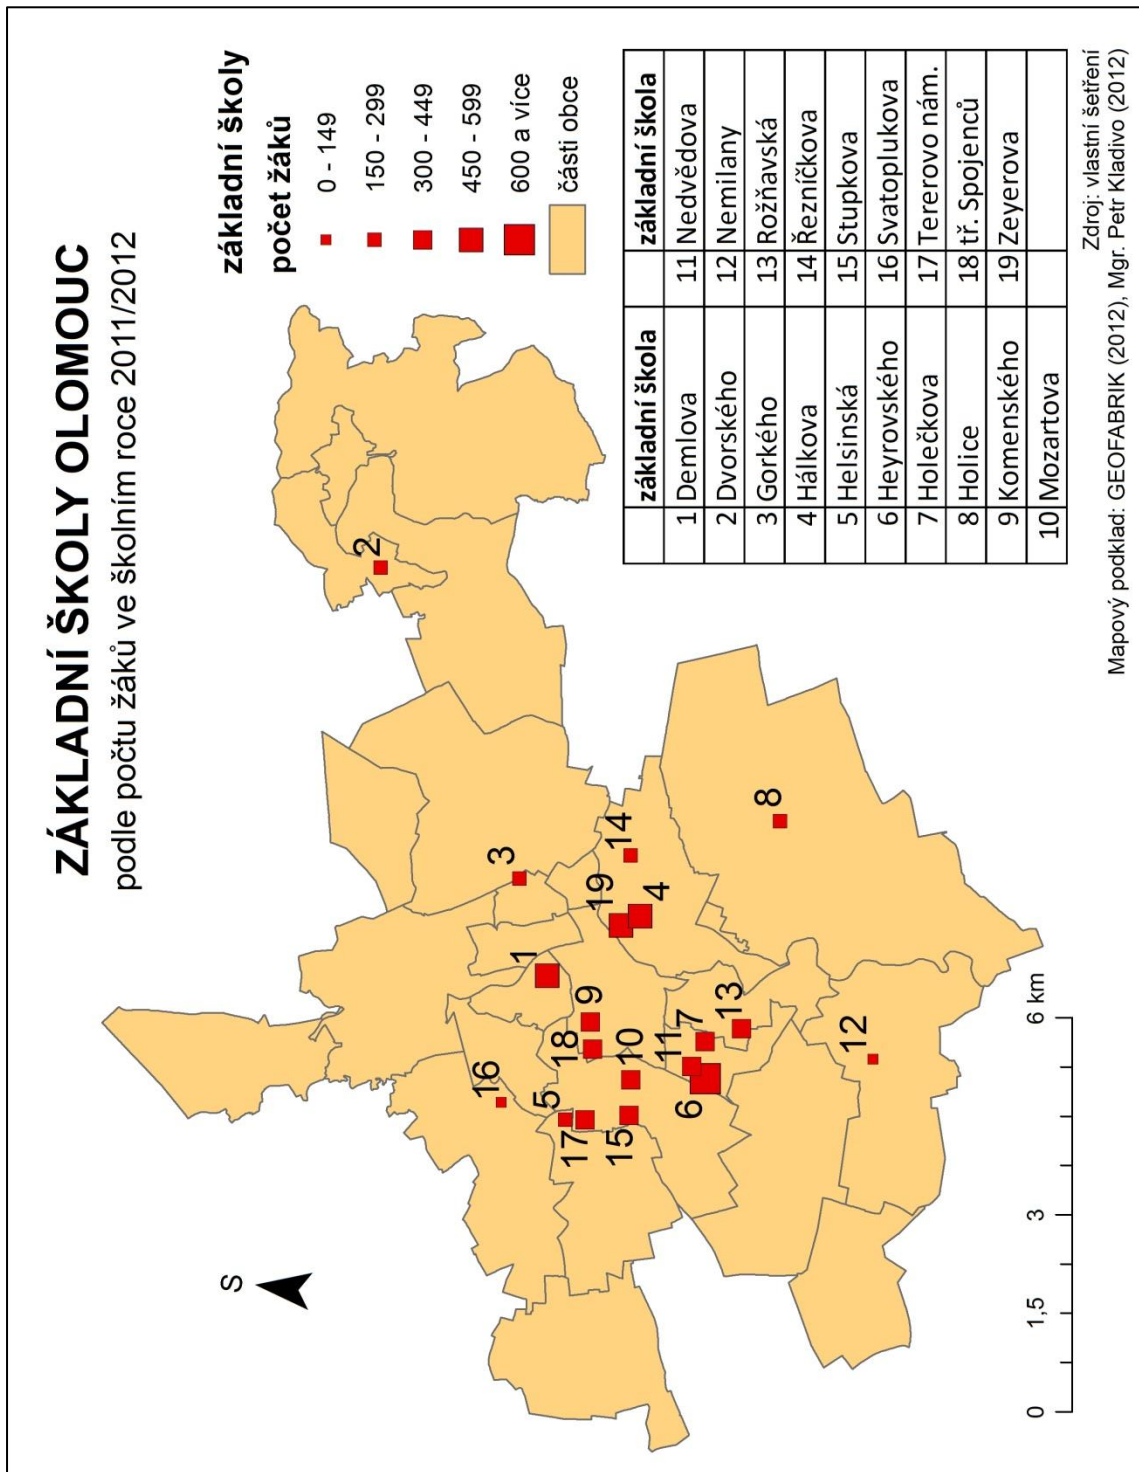 ZÁKLADNÍ ŠKOLY OLOMOUC
podle počtu žáků ve školním roce 2011/2012
základní školy
počet žáků
0 - 149
150 - 299
300 - 449
450 - 599
600 a více
části obce
S
2
3
1
16
5
17
18
9
10
15
19
14
4
11
7
6
13
8
12
0
1,5
3
6 km
základní škola
základní škola
1 Demlova
11 Nedvědova
2 Dvorského
12 Nemilany
3 Gorkého
13 Rožňavská
4 Hálkova
14 Řezníčkova
5 Helsinská
15 Stupkova
6 Heyrovského
16 Svatoplukova
7 Holečkova
17 Tererovo nám.
8 Holice
18 tř. Spojenců
9 Komenského
19 Zeyerova
10 Mozartova
Zdroj: vlastní šetření
Mapový podklad: GEOFABRIK (2012), Mgr. Petr Kladivo (2012)